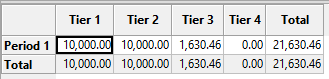 Tier 1 Tier 2 Tier 3 Tier 4 Total
Period 1 10,000.00 10,000.00 1,630.46 0.00 21,630.46
Total 10,000.00 10,000.00 1,630.46 0.00 21,630.46